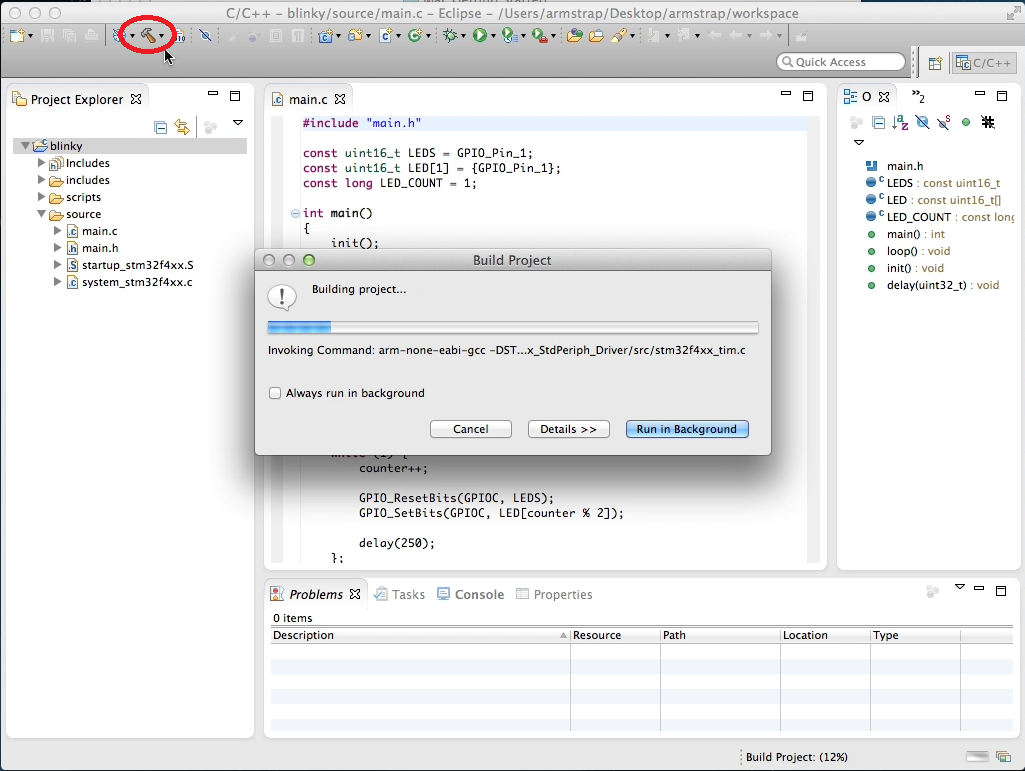 C/C++ – blinky/source/main.c – Eclipse – /Users/armstrap/Desktop/armstrap/workspace
Quick Access
C/C++
Project Explorer
blinky
Includes
includes
scripts
source
main.c
main.h
startup_stm32f4xx.S
system_stm32f4xx.c
main.c
#include "main.h"
const uint16_t LEDS = GPIO_Pin_1;
const uint16_t LED[1] = {GPIO_Pin_1};
const long LED_COUNT = 1;
int main()
{
init();
Build Project
Building project...
Invoking Command: arm-none-eabi-gcc -DST...x_StdPeriph_Driver/src/stm32f4xx_tim.c
Always run in background
Cancel
Details >>
Run in Background
while (1) {
counter++;
GPIO_ResetBits(GPIOC, LEDS);
GPIO_SetBits(GPIOC, LED[counter % 2]);
delay(250);
};
O
»2
main.h
LEDS : const uint16_t
LED : const uint16_t[]
LED_COUNT : const long
main() : int
loop() : void
init() : void
delay(uint32_t) : void
Problems
Tasks
Console
Properties
0 items
Description Resource Path Location Type
Build Project: (12%)